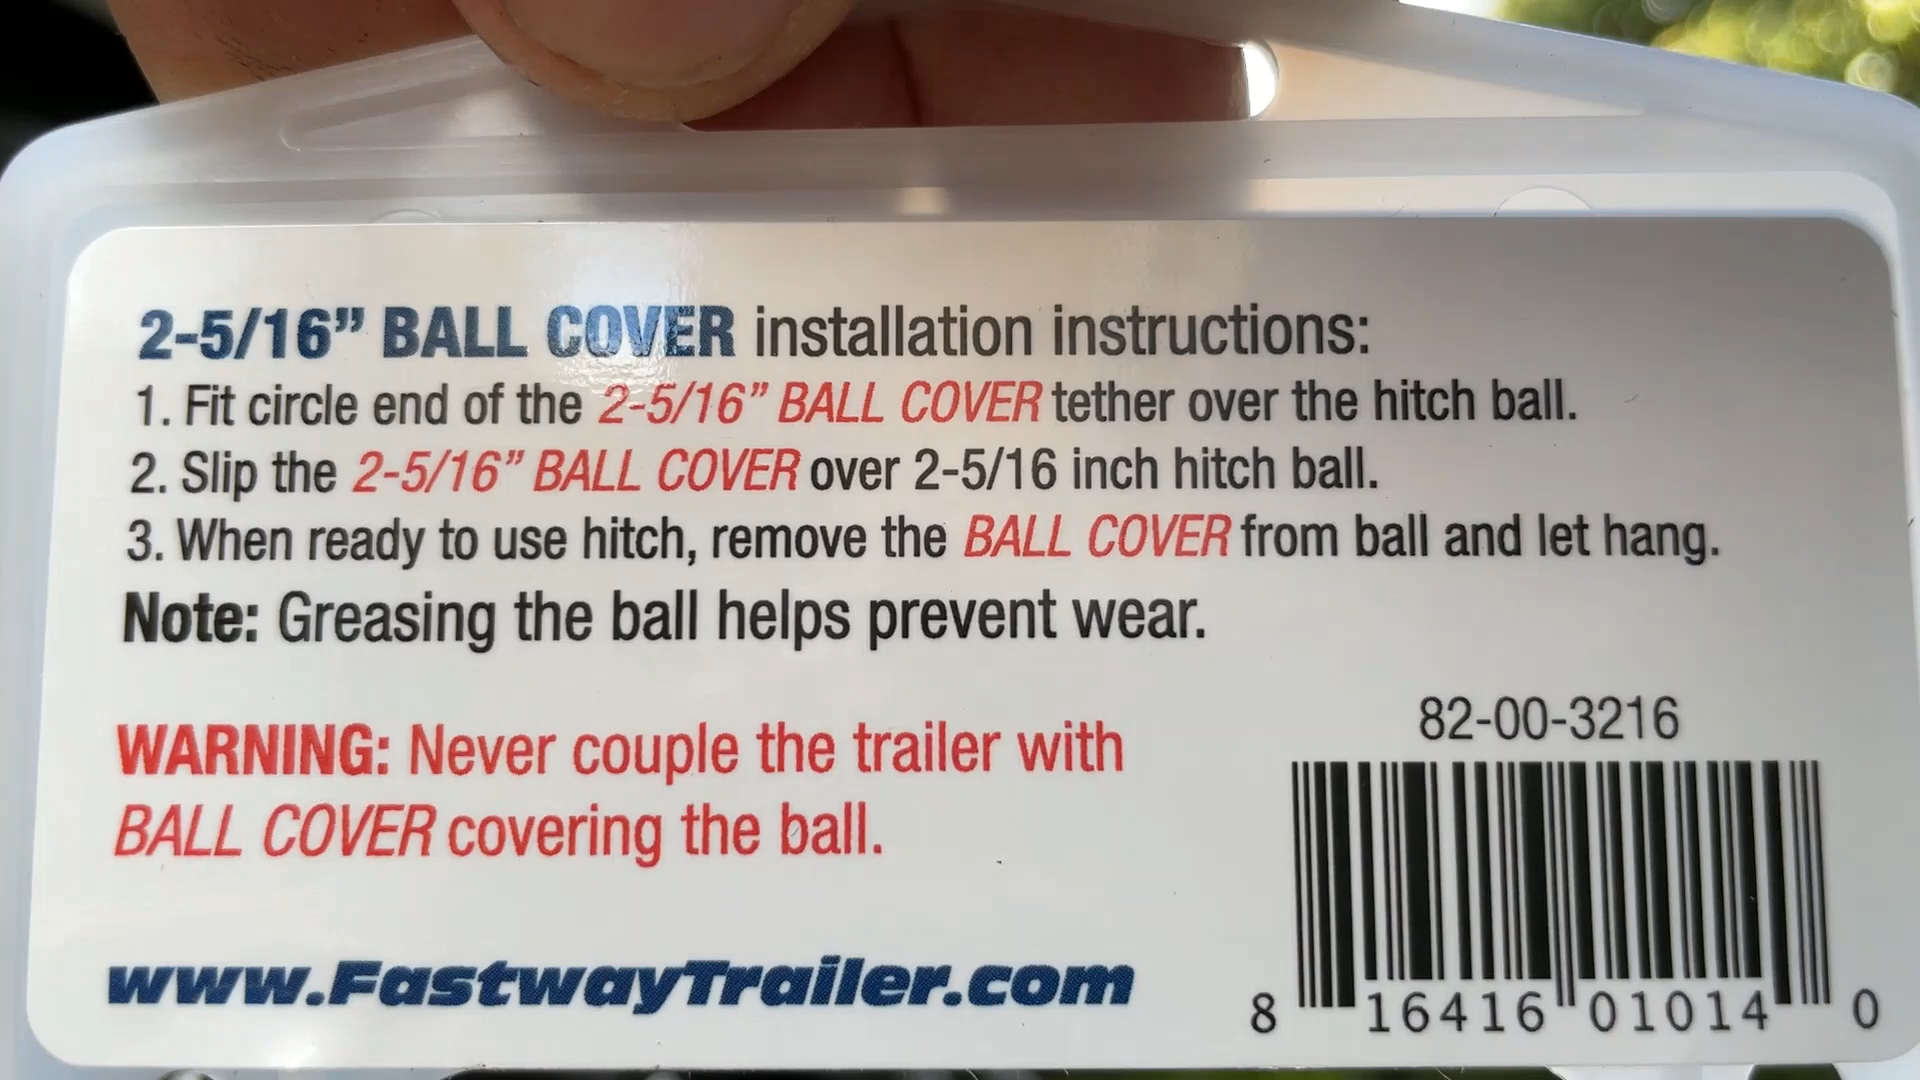 2-5/16” BALL COVER installation instructions:
1. Fit circle end of the 2-5/16” BALL COVER tether over the hitch ball.
2. Slip the 2-5/16” BALL COVER over 2-5/16 inch hitch ball.
3. When ready to use hitch, remove the BALL COVER from ball and let hang.
Note: Greasing the ball helps prevent wear.
WARNING: Never couple the trailer with
BALL COVER covering the ball.
www.FastwayTrailer.com
82-00-3216
8 16416 01014 0